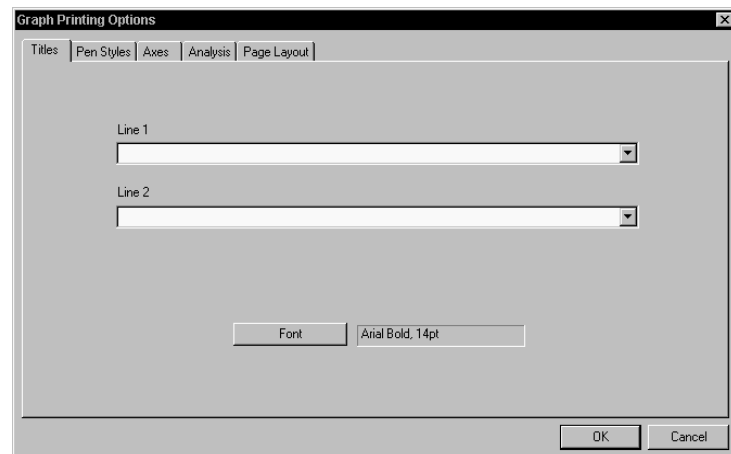 Graph Printing Options
Titles Pen Styles Axes Analysis Page Layout
Line 1
Line 2
Font Arial Bold, 14pt
OK Cancel